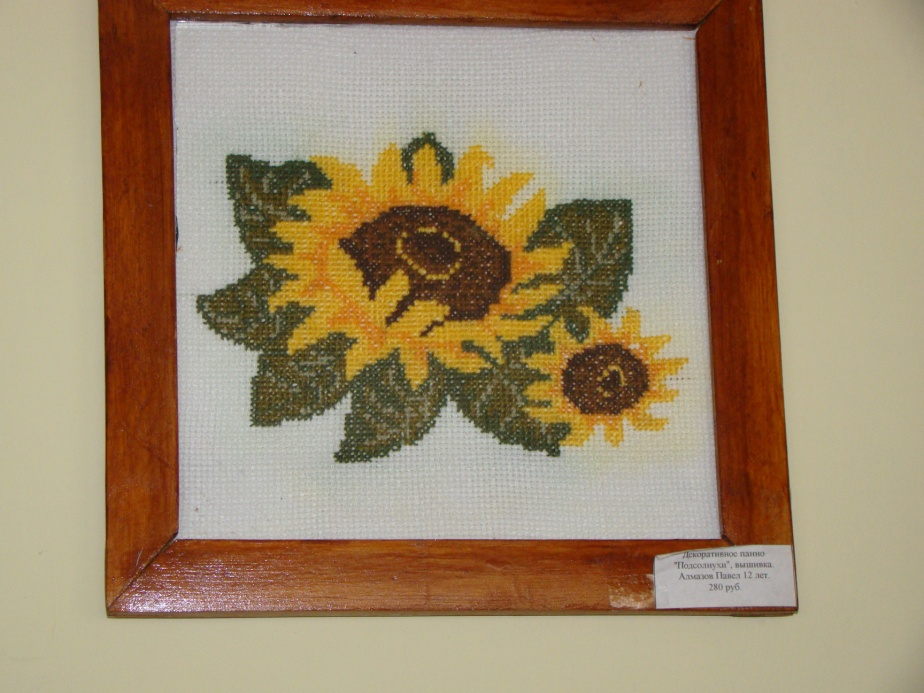 Декоративное панно
"Подсолнухи", вышивка.
Алмазов Павел 12 лет.
280 руб.